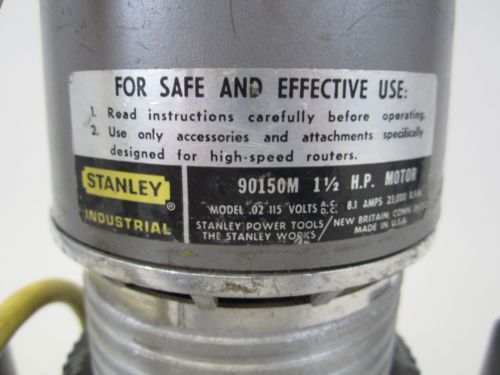 FOR SAFE AND EFFECTIVE USE:
1. Read instructions carefully before operating.
2. Use only accessories and attachments specifically
designed for high-speed routers.
STANLEY
INDUSTRIAL
90150M 1½ H.P. MOTOR
MODEL .02 115 VOLTS A.C. D.C. 8.1 AMPS 23,000 R.P.M.
STANLEY POWER TOOLS / NEW BRITAIN, CONN.
THE STANLEY WORKS / MADE IN U.S.A.